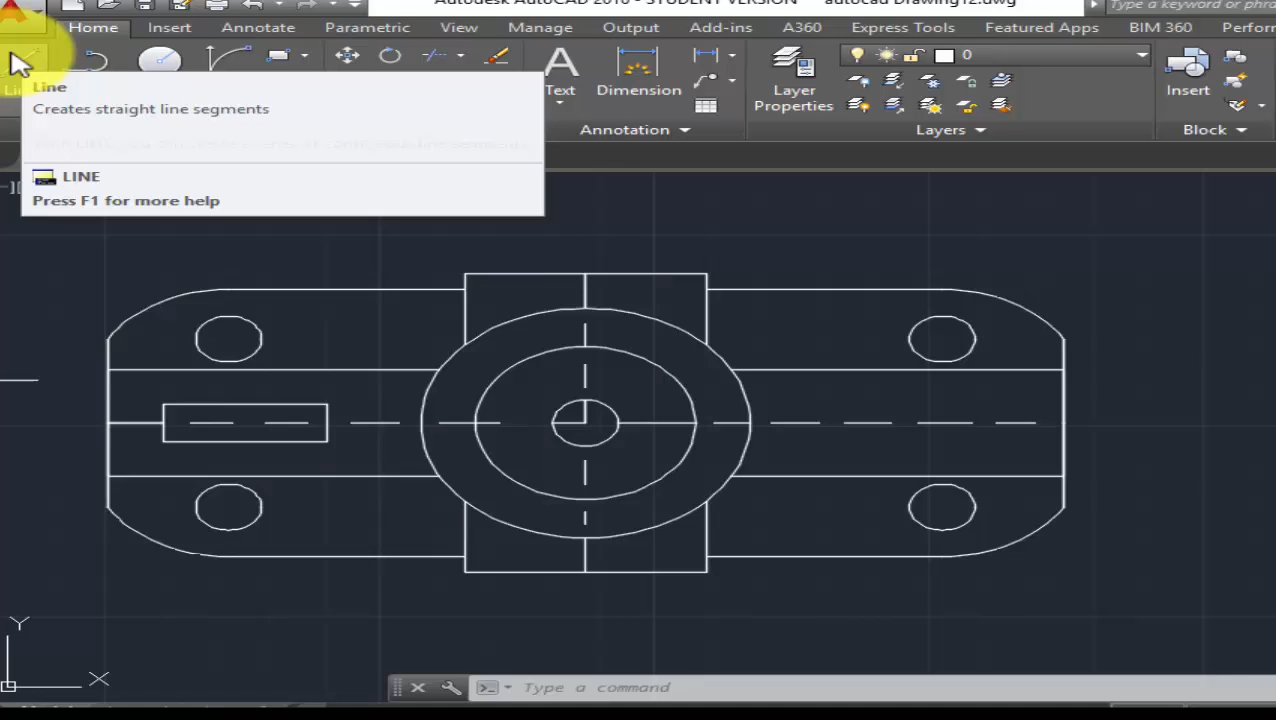 Autodesk AutoCAD 2016 - STUDENT VERSION autocad Drawing12.dwg
Type a keyword or phra
Home Insert Annotate Parametric View Manage Output Add-ins A360 Express Tools Featured Apps BIM 360 Perform
0
Line
Creates straight line segments
LINE
Press F1 for more help
Text
Dimension
Layer
Properties
Insert
Annotation
Layers
Block
Y
X
Type a command